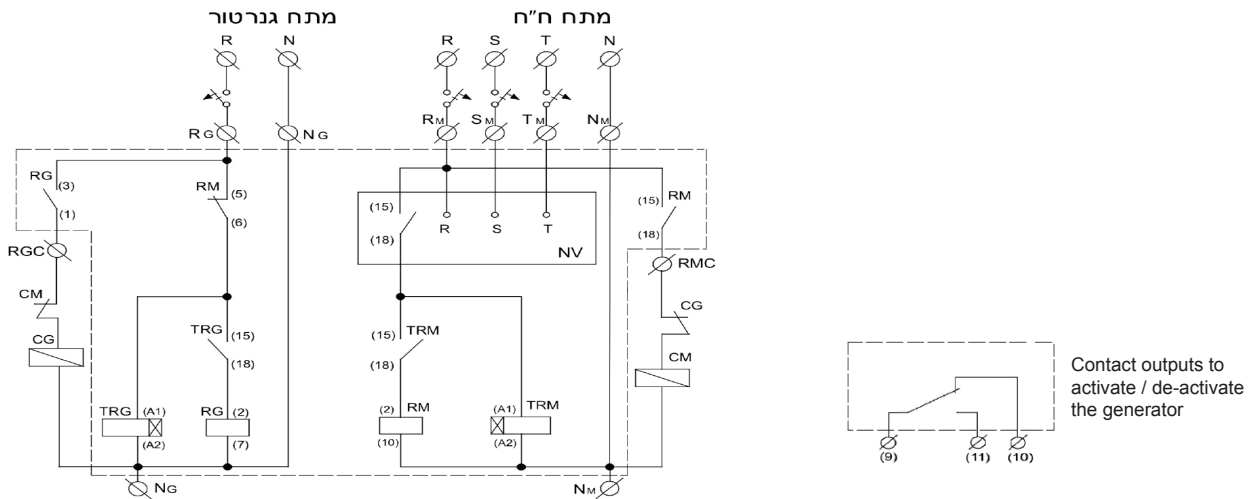 מתח גנרטור
מתח ח"ח
R N R S T N
RG NG RM SM TM NM
RG (3)
(1)
RM (5)
(6)
(15)
(18)
R S T
NV
RM
(15)
(18)
RGC
RMC
CM
CG
CG
CM
TRG (15)
(18)
(15) TRM
(18)
TRG (A1)
(A2)
RG (2)
(7)
(2) RM
(10)
(A1) TRM
(A2)
NG
NM
Contact outputs to
activate / de-activate
the generator
(9) (11) (10)